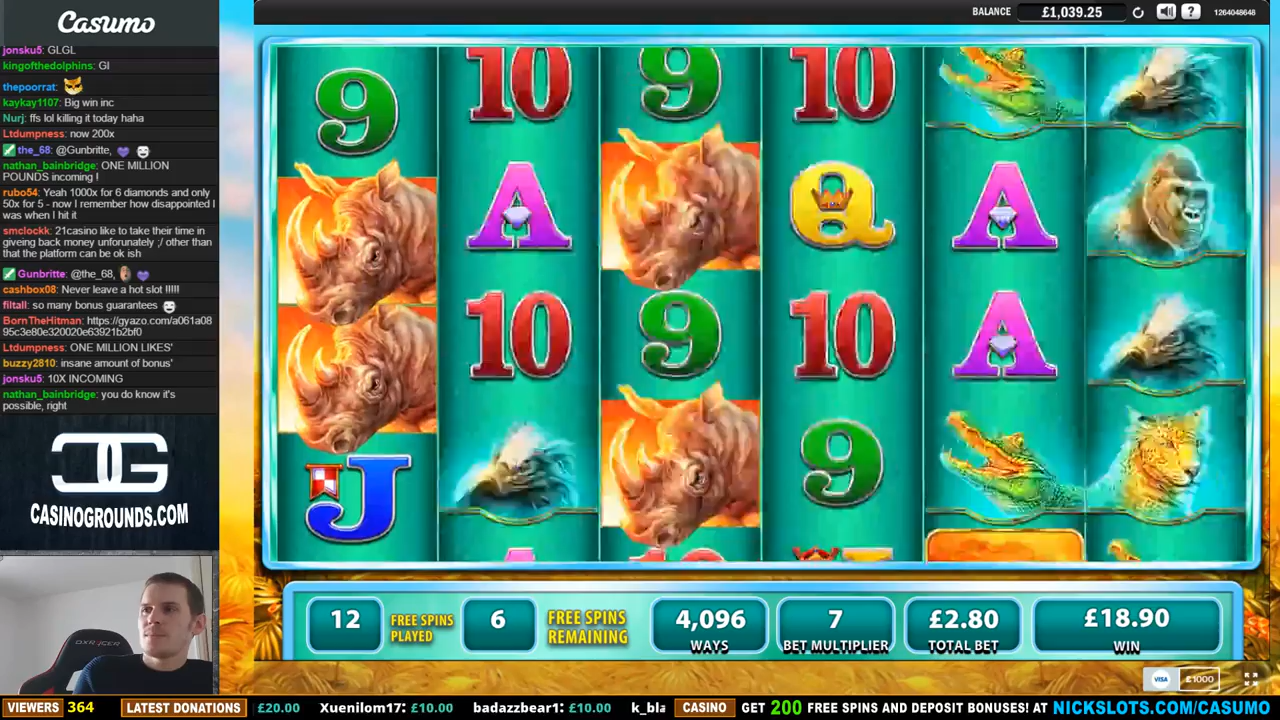 Casumo
jonsku5: GLGL
kingofthedolphins: Gl
thepoorrat:
kaykay1107: Big win inc
Nurj: ffs lol killing it today haha
Ltdumpness: now 200x
the_68: @Gunbritte,
nathan_bainbridge: ONE MILLION
POUNDS incoming !
rubo54: Yeah 1000x for 6 diamonds and only
50x for 5 - now I remember how disappointed I
was when I hit it
smclockk: 21casino like to take their time in
giveing back money unforunately ;/ other than
that the platform can be ok ish
Gunbritte: @the_68,
cashbox08: Never leave a hot slot !!!!!
filtall: so many bonus guarantees
BornTheHitman: https://gyazo.com/a061a08
95c3e80e320020e63921b2bf0
Ltdumpness: ONE MILLION LIKES'
buzzy2810: insane amount of bonus'
jonsku5: 10X INCOMING
nathan_bainbridge: you do know it's
possible, right
CG
CASINOGROUNDS.COM
DXRACER
BALANCE £1,039.25 ? 1264048648
10 9 10
9
A Q A
10 9 10 A
9
J
12 FREE SPINS PLAYED
6 FREE SPINS REMAINING
4,096 WAYS
7 BET MULTIPLIER
£2.80 TOTAL BET
£18.90 WIN
VISA £1000
VIEWERS 364 LATEST DONATIONS £20.00 Xuenilom17: £10.00 badazzbear1: £10.00 k_bla CASINO GET 200 FREE SPINS AND DEPOSIT BONUSES! AT NICKSLOTS.COM/CASUMO